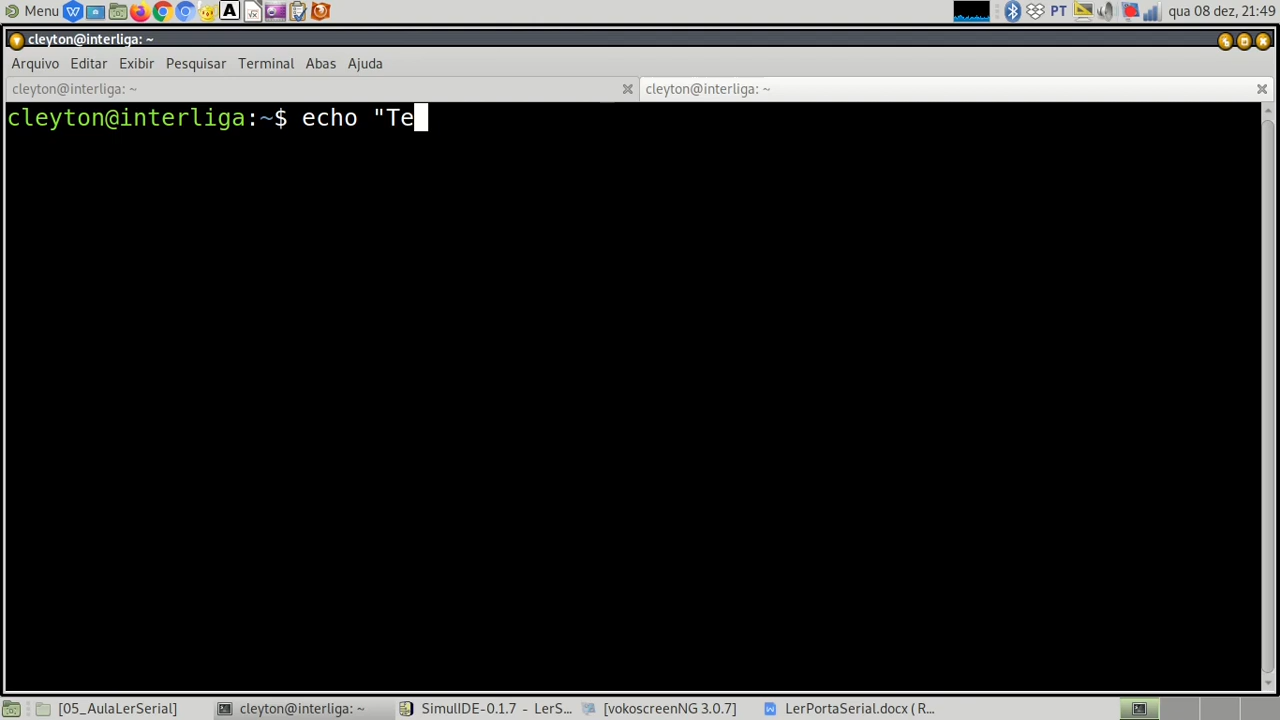 Menu
A
PT
qua 08 dez, 21:49
cleyton@interliga: ~
Arquivo Editar Exibir Pesquisar Terminal Abas Ajuda
cleyton@interliga: ~
cleyton@interliga: ~
cleyton@interliga:~$ echo "Te
[05_AulaLerSerial]
cleyton@interliga: ~
SimulIDE-0.1.7 - LerS...
[vokoscreenNG 3.0.7]
LerPortaSerial.docx ( R...